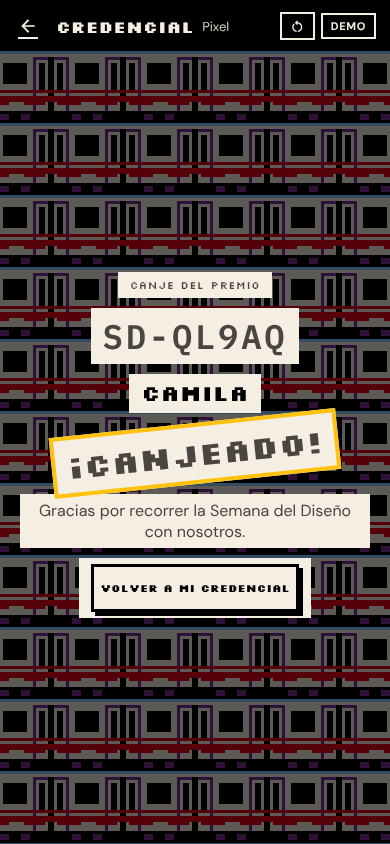 CREDENCIAL Pixel DEMO
CANJE DEL PREMIO
SD-QL9AQ
CAMILA
¡CANJEADO!
Gracias por recorrer la Semana del Diseño
con nosotros.
VOLVER A MI CREDENCIAL